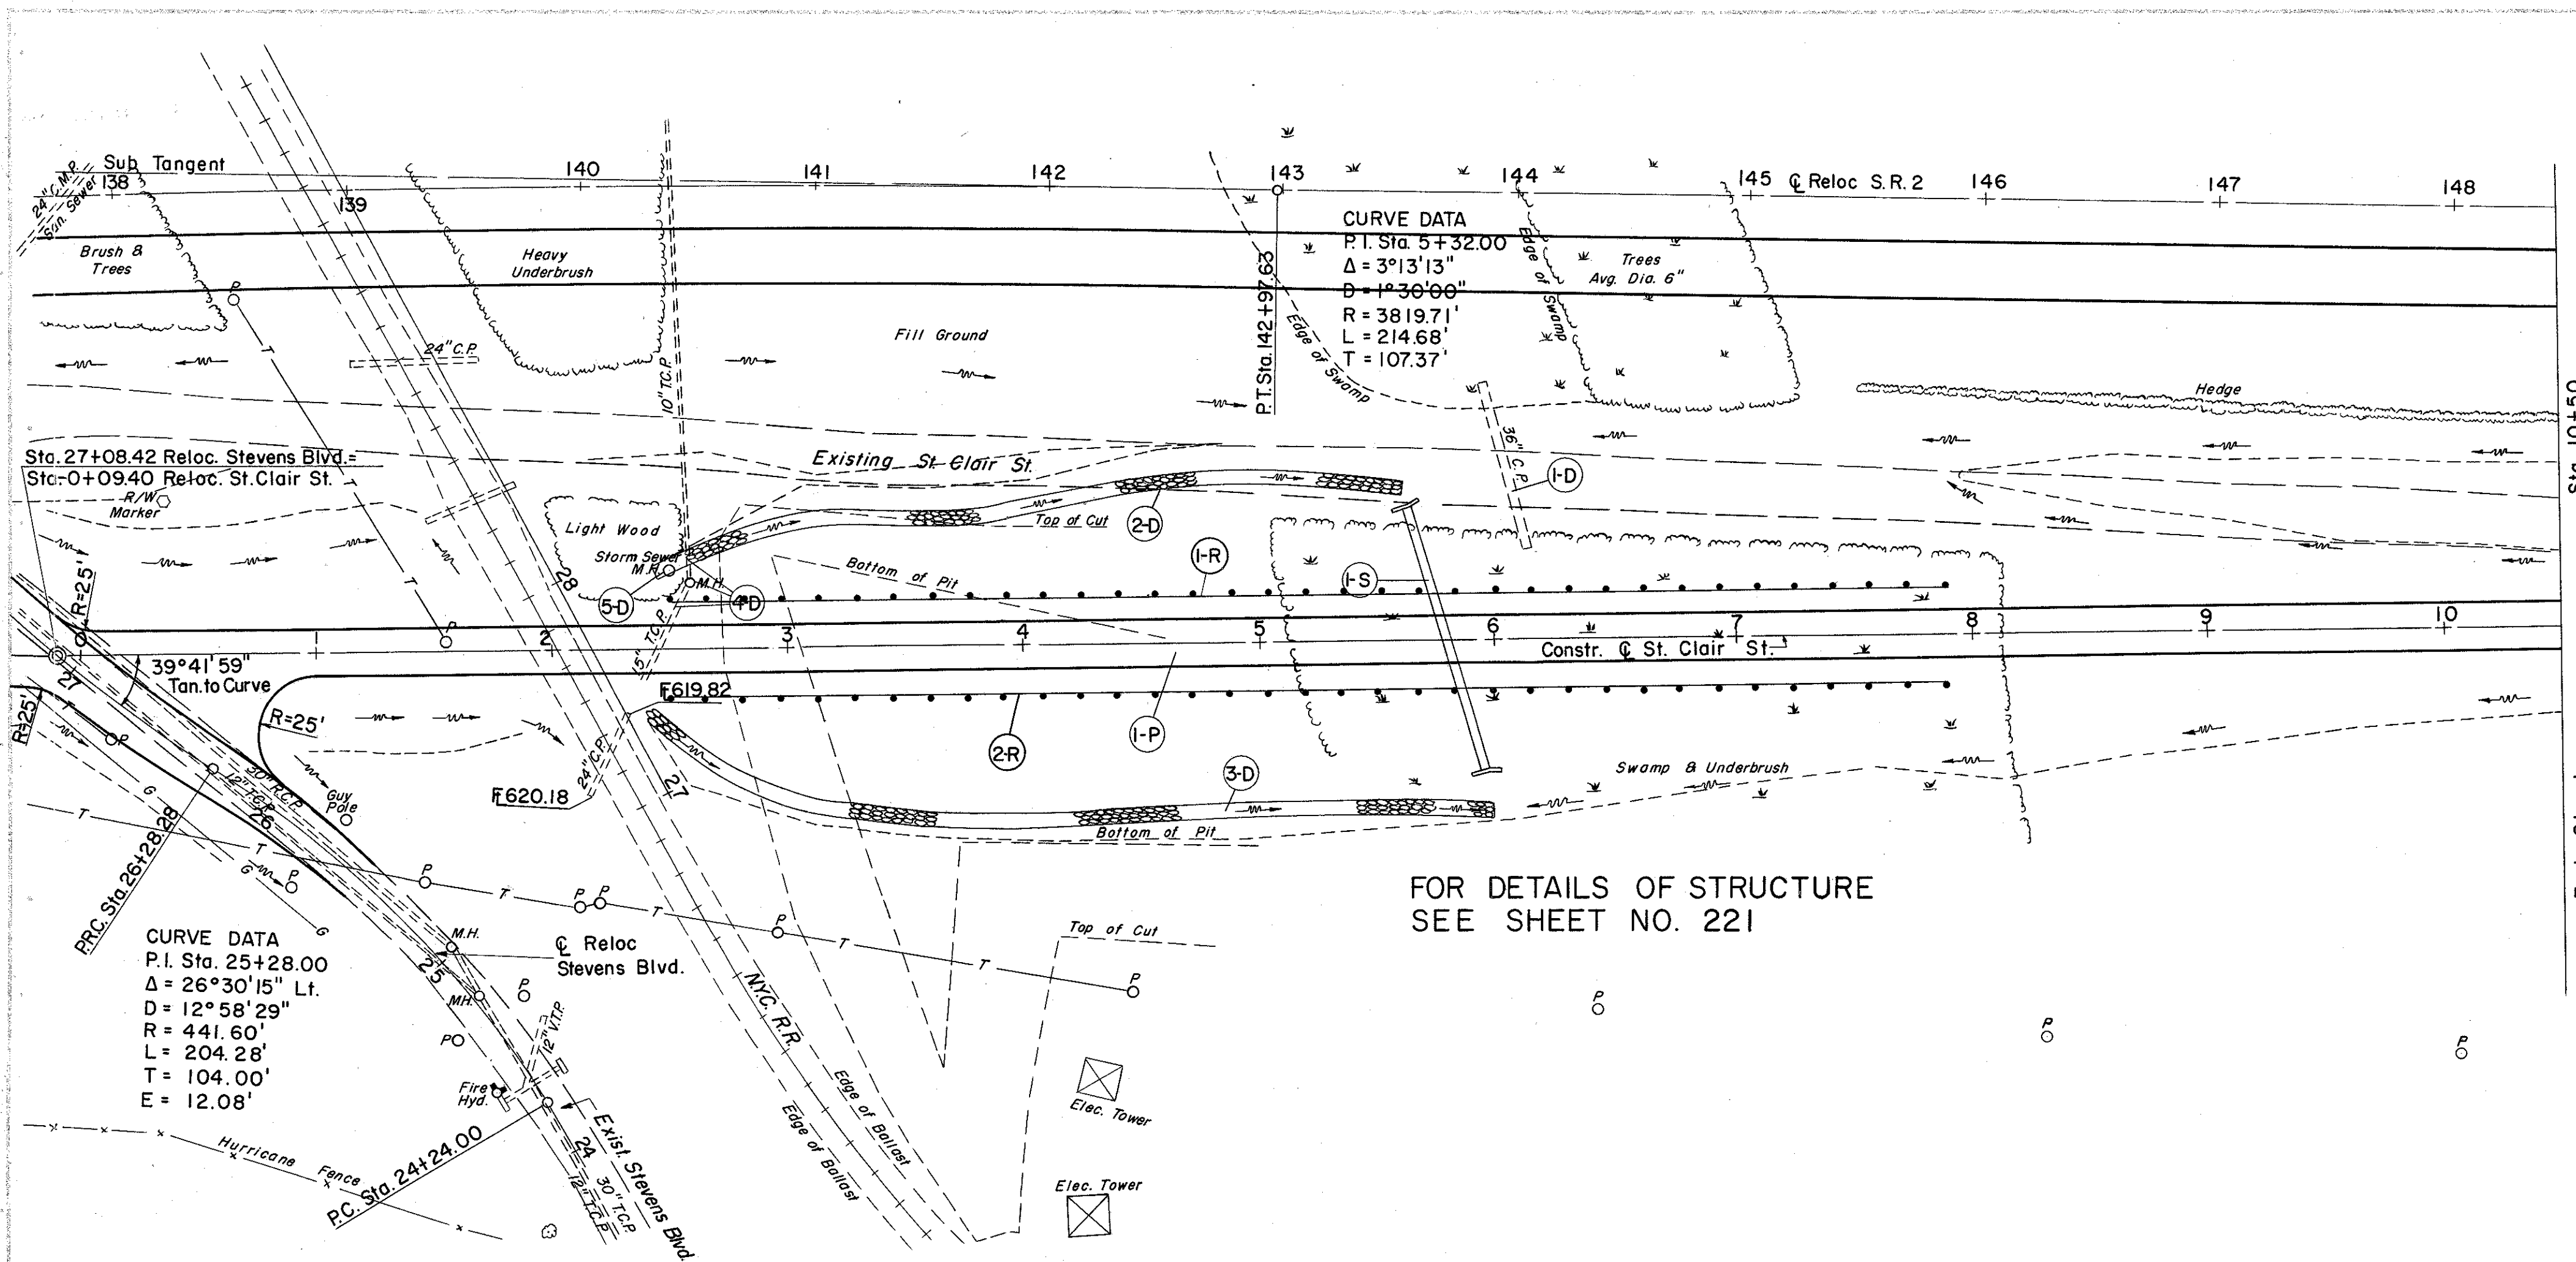 Sub Tangent
24" C.M.P.
San. Sewer
138
139
140
141
142
143
144
145
℄ Reloc S.R. 2
146
147
148
Brush &
Trees
Heavy
Underbrush
CURVE DATA
P.I. Sta. 5+32.00
Δ = 3°13'13"
D = 1°30'00"
R = 3819.71'
L = 214.68'
T = 107.37'
P.T. Sta. 142+97.63
Edge of Swamp
Edge of Swamp
Trees
Avg. Dia. 6"
P
T
24" C.P.
10" T.C.P.
Fill Ground
Hedge
Sta. 27+08.42 Reloc. Stevens Blvd.=
Sta.-0+09.40 Reloc. St. Clair St.
R/W
Marker
T
Existing St. Clair St.
36" C.P.
1-D
2-D
Top of Cut
Light Wood
Storm Sewer
M.H.
M.H.
28
5-D
4-D
Bottom of Pit
1-R
1-S
Sta. 10+50
R=25'
T
P
15" T.C.P.
1
2
3
4
5
6
7
8
9
10
Constr. ℄ St. Clair St.
39°41'59"
Tan. to Curve
27
R=25'
R=25'
F619.82
2-R
1-P
3-D
T
P
24" C.P.
F620.18
27
12" T.C.P.
30" R.C.P.
26
Guy
Pole
G
G
G
T
T
P
Swamp & Underbrush
Bottom of Pit
P.R.C. Sta. 26+28.28
P
T
P
P
T
P
T
T
P
Top of Cut
FOR DETAILS OF STRUCTURE
SEE SHEET NO. 221
CURVE DATA
P.I. Sta. 25+28.00
Δ = 26°30'15" Lt.
D = 12°58'29"
R = 441.60'
L = 204.28'
T = 104.00'
E = 12.08'
M.H.
25
℄ Reloc
Stevens Blvd.
M.H.
P
P
12" V.T.P.
N.Y.C. R.R.
Edge of Ballast
Edge of Ballast
P
P
P
Fire
Hyd.
Elec. Tower
Elec. Tower
Hurricane Fence
P.C. Sta. 24+24.00
24
Exist. Stevens Blvd.
30" T.C.P.
12" T.C.P.